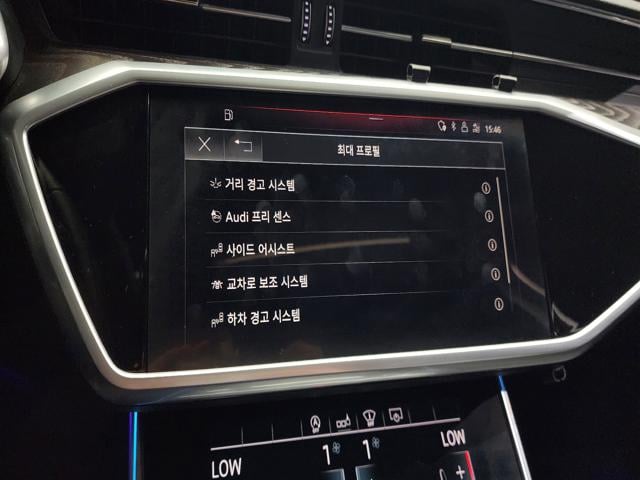 15:46
최대 프로필
거리 경고 시스템
Audi 프리 센스
사이드 어시스트
교차로 보조 시스템
하차 경고 시스템
LOW 1 1 LOW